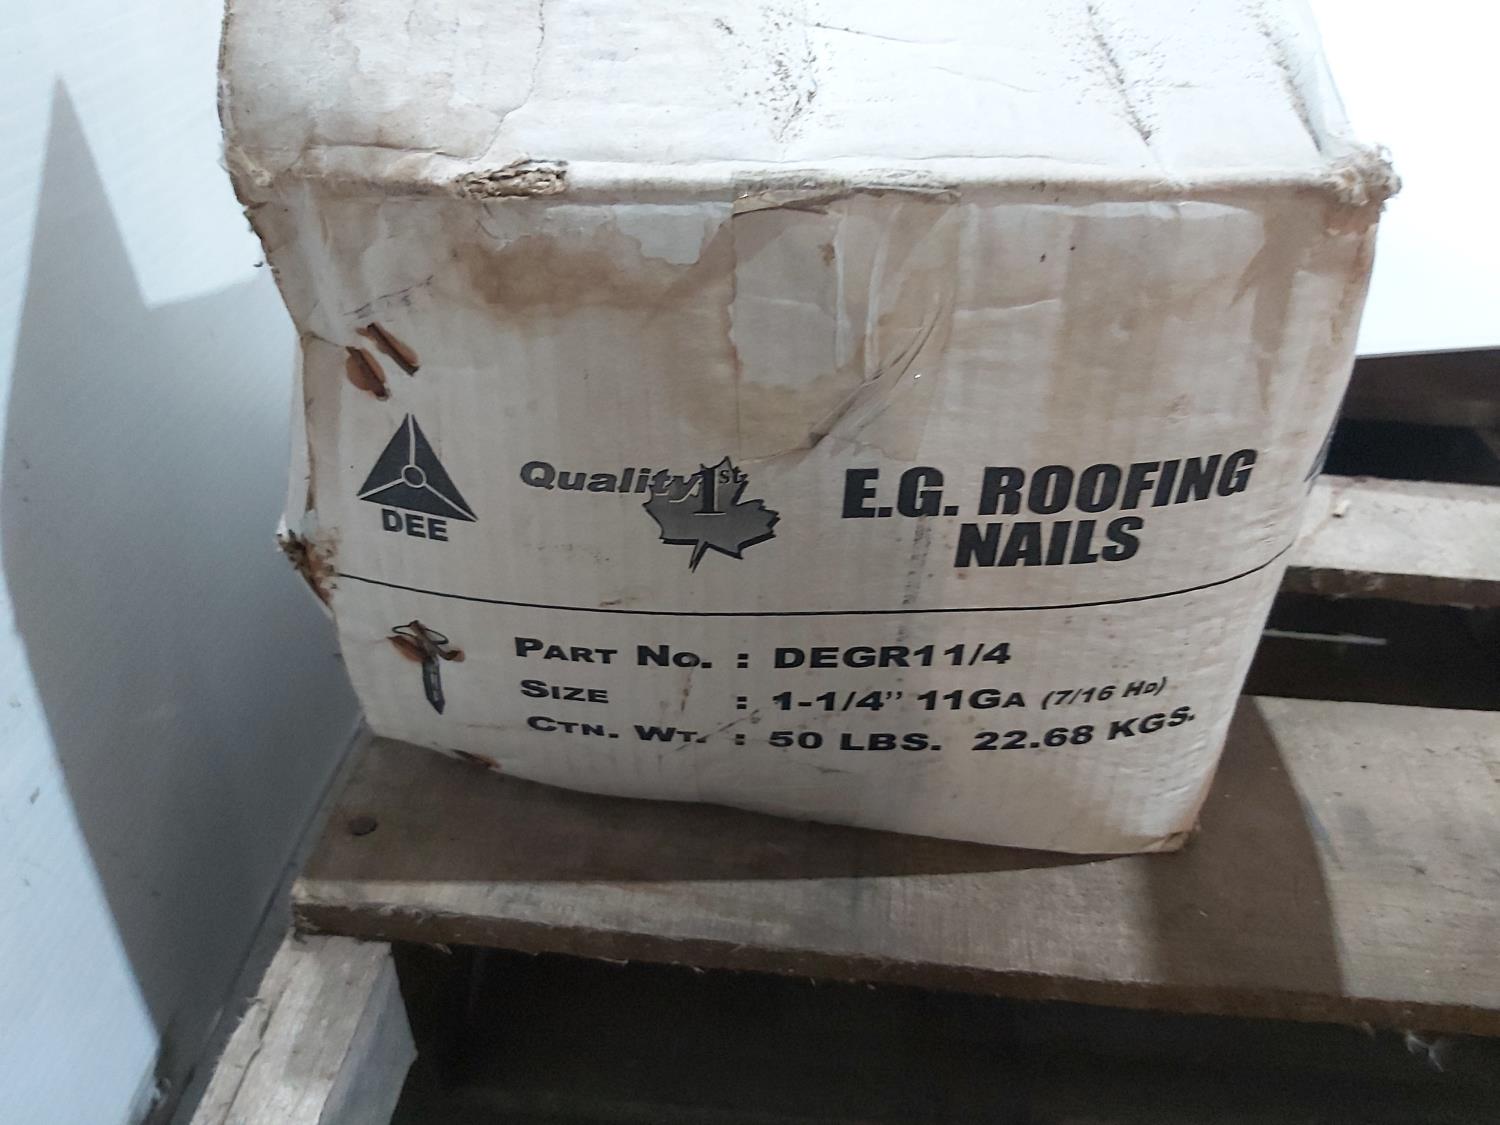 DEE
Quality 1st
E.G. ROOFING
NAILS
PART NO. : DEGR11/4
SIZE : 1-1/4" 11GA (7/16 HD)
CTN. WT. : 50 LBS. 22.68 KGS.